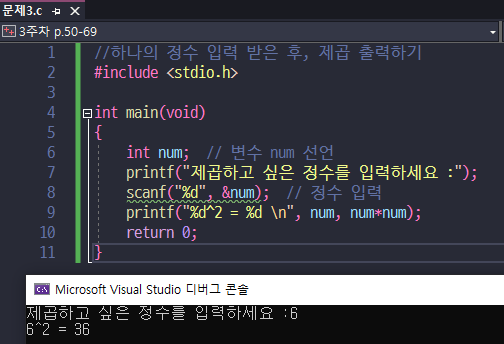 문제3.c
3주차 p.50-69
1 //하나의 정수 입력 받은 후, 제곱 출력하기
2 #include <stdio.h>
3
4 int main(void)
5 {
6 int num; // 변수 num 선언
7 printf("제곱하고 싶은 정수를 입력하세요 :");
8 scanf("%d", &num); // 정수 입력
9 printf("%d^2 = %d \n", num, num*num);
10 return 0;
11 }
Microsoft Visual Studio 디버그 콘솔
제곱하고 싶은 정수를 입력하세요 :6
6^2 = 36